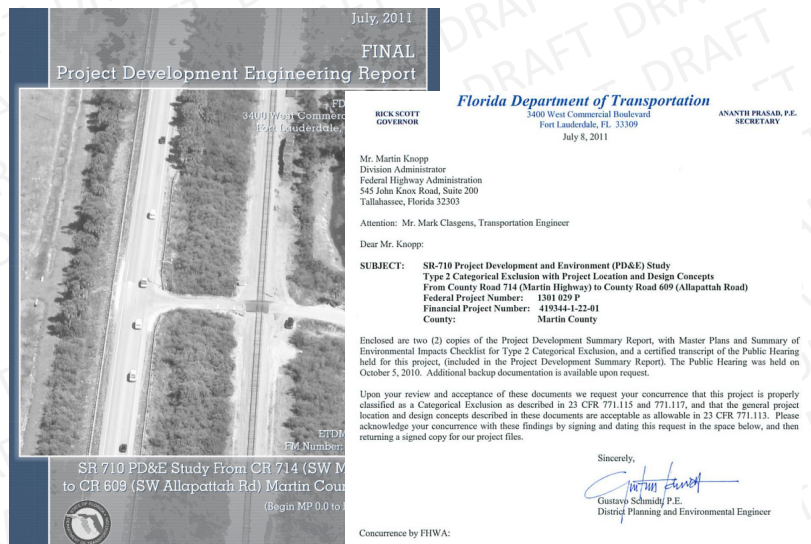 July, 2011
FINAL
Project Development Engineering Report
FD
3400 West Commerc
Fort Lauderdale,
ETDM
FM Number:
SR 710 PD&E Study From CR 714 (SW M
to CR 609 (SW Allapattah Rd) Martin Coun
(Begin MP 0.0 to
Florida Department of Transportation
RICK SCOTT
GOVERNOR
3400 West Commercial Boulevard
Fort Lauderdale, FL 33309
July 8, 2011
ANANTH PRASAD, P.E.
SECRETARY
Mr. Martin Knopp
Division Administrator
Federal Highway Administration
545 John Knox Road, Suite 200
Tallahassee, Florida 32303
Attention: Mr. Mark Clasgens, Transportation Engineer
Dear Mr. Knopp:
SUBJECT: SR-710 Project Development and Environment (PD&E) Study
Type 2 Categorical Exclusion with Project Location and Design Concepts
From County Road 714 (Martin Highway) to County Road 609 (Allapattah Road)
Federal Project Number: 1301 029 P
Financial Project Number: 419344-1-22-01
County: Martin County
Enclosed are two (2) copies of the Project Development Summary Report, with Master Plans and Summary of
Environmental Impacts Checklist for Type 2 Categorical Exclusion, and a certified transcript of the Public Hearing
held for this project, (included in the Project Development Summary Report). The Public Hearing was held on
October 5, 2010. Additional backup documentation is available upon request.
Upon your review and acceptance of these documents we request your concurrence that this project is properly
classified as a Categorical Exclusion as described in 23 CFR 771.115 and 771.117, and that the general project
location and design concepts described in these documents are acceptable as allowable in 23 CFR 771.113. Please
acknowledge your concurrence with these findings by signing and dating this request in the space below, and then
returning a signed copy for our project files.
Sincerely,
Gustavo Schmidt, P.E.
District Planning and Environmental Engineer
Concurrence by FHWA:
DRAFT DRAFT
DRAFT DRAFT